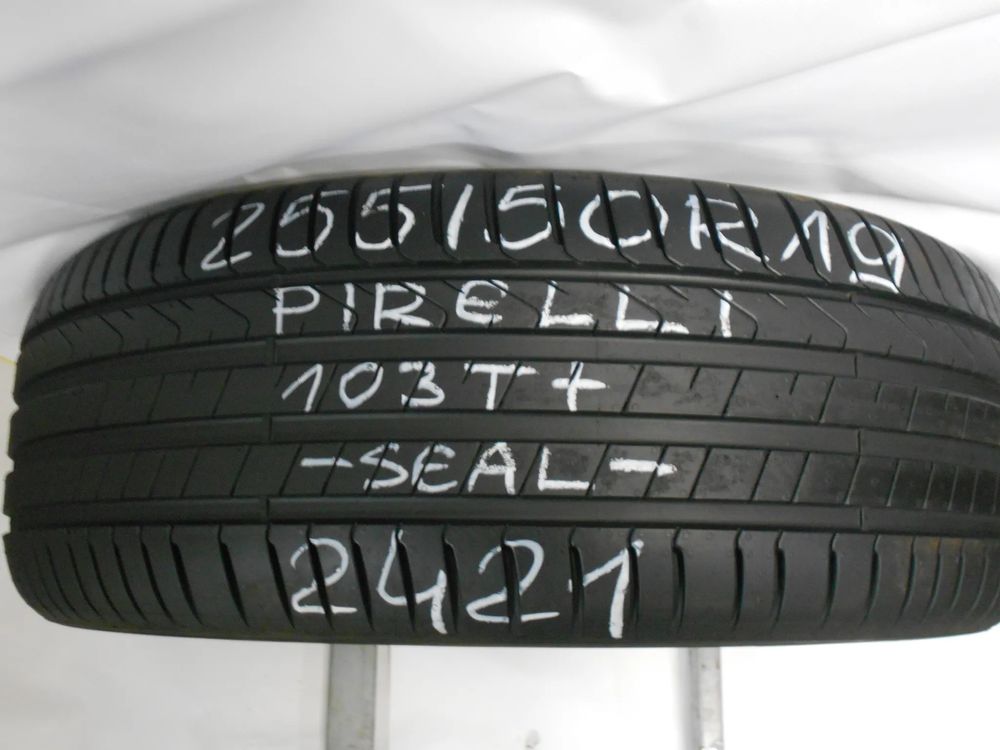 255/50R19
PIRELLI
103T+
-SEAL-
2421